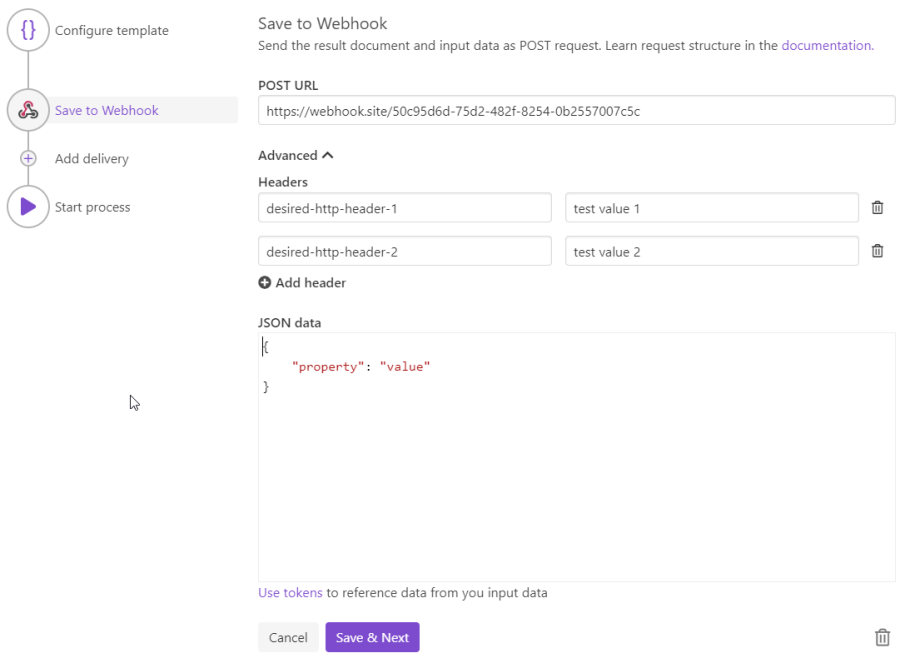 {}
Configure template
Save to Webhook
Add delivery
Start process
Save to Webhook
Send the result document and input data as POST request. Learn request structure in the documentation.
POST URL
https://webhook.site/50c95d6d-75d2-482f-8254-0b2557007c5c
Advanced
Headers
desired-http-header-1 test value 1
desired-http-header-2 test value 2
Add header
JSON data
{
"property": "value"
}
Use tokens to reference data from you input data
Cancel Save & Next